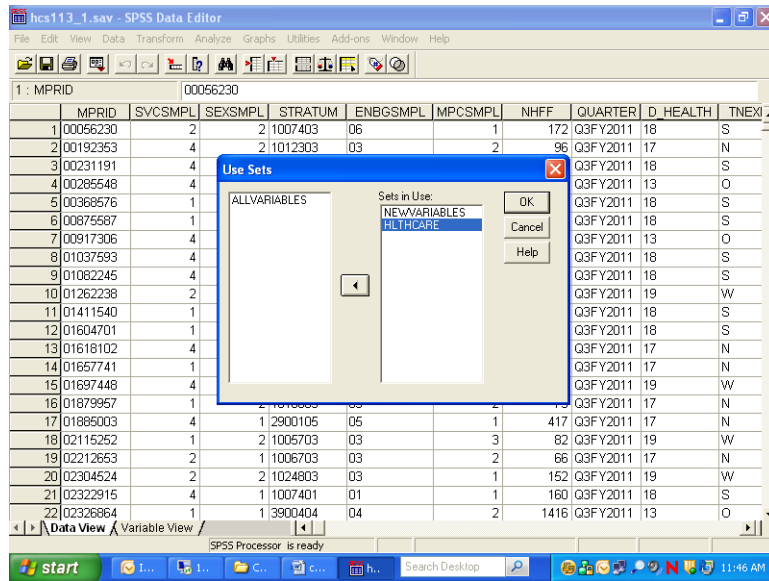 hcs113_1.sav - SPSS Data Editor
File Edit View Data Transform Analyze Graphs Utilities Add-ons Window Help
1 : MPRID 00056230
MPRID SVCSMPL SEXSMPL STRATUM ENBGSMPL MPCSMPL NHFF QUARTER D_HEALTH
1 00056230 2 2 1007403 06 1 172 Q3FY2011 18 S
2 00192353 4 2 1012303 03 2 96 Q3FY2011 17 N
3 00231191 4 Q3FY2011 18 S
4 00285548 4 Q3FY2011 13 O
5 00368576 1 Q3FY2011 18 S
6 00875587 1 Q3FY2011 18 S
7 00917306 4 Q3FY2011 13 O
8 01037593 4 Q3FY2011 18 S
9 01082245 4 Q3FY2011 18 S
10 01262238 2 Q3FY2011 19 W
11 01411540 1 Q3FY2011 18 S
12 01604701 1 Q3FY2011 18 S
13 01618102 4 Q3FY2011 17 N
14 01657741 1 Q3FY2011 17 N
15 01697448 4 Q3FY2011 19 W
16 01879957 1 Q3FY2011 17 N
17 01885003 4 1 2900105 05 1 417 Q3FY2011 17 N
18 02115252 1 2 1005703 03 3 82 Q3FY2011 19 W
19 02212653 2 1 1006703 03 2 66 Q3FY2011 17 N
20 02304524 2 2 1024803 03 1 152 Q3FY2011 19 W
21 02322915 4 1 1007401 01 1 160 Q3FY2011 18 S
22 02326864 1 1 3900404 04 2 1416 Q3FY2011 13 O
Use Sets
ALLVARIABLES
Sets in Use:
NEWVARIABLES
HLTHCARE
OK
Cancel
Help
Data View Variable View
SPSS Processor is ready
start I... 1... C... c... h... Search Desktop 11:46 AM